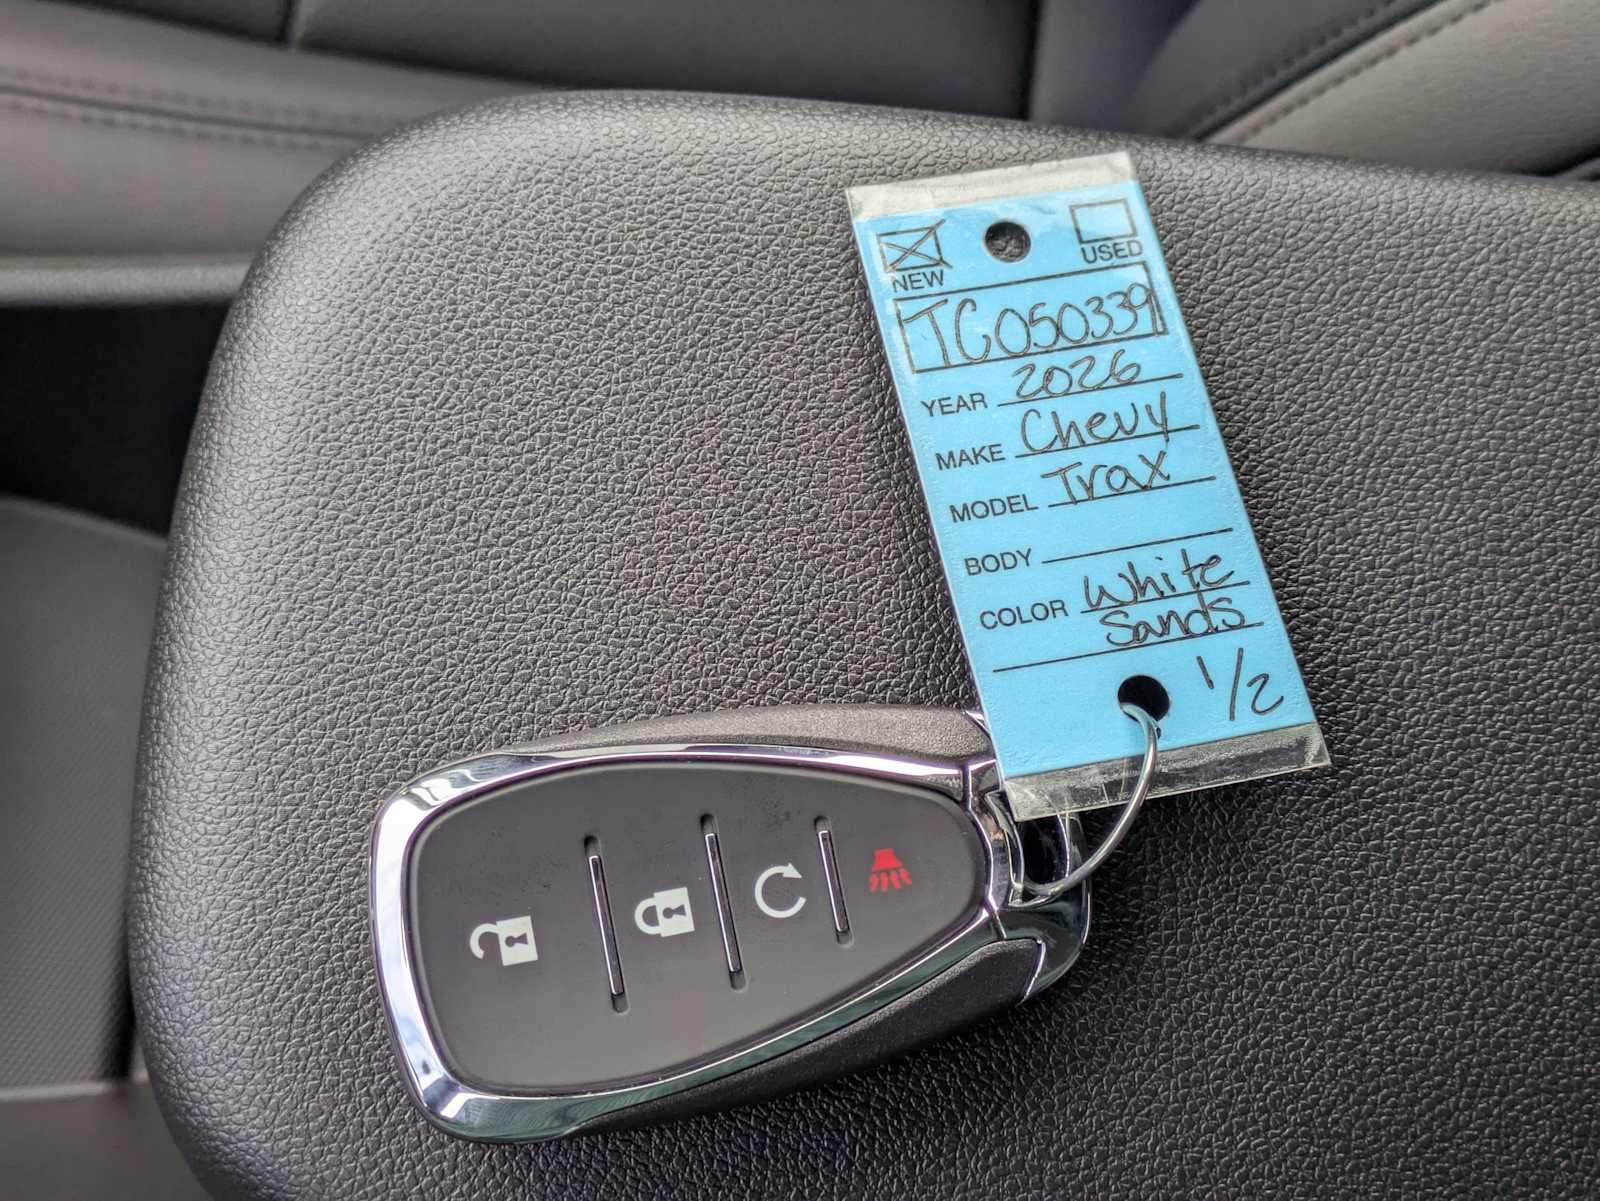 NEW USED
TC050339
YEAR 2026
MAKE Chevy
MODEL Trax
BODY
COLOR White
Sands
1/2